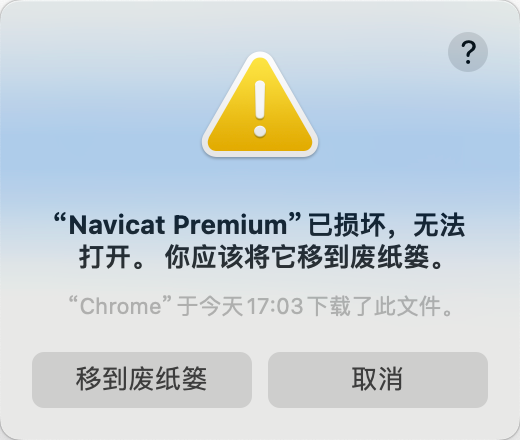 ?
“Navicat Premium”已损坏，无法
打开。 你应该将它移到废纸篓。
“Chrome”于今天17:03下载了此文件。
移到废纸篓
取消